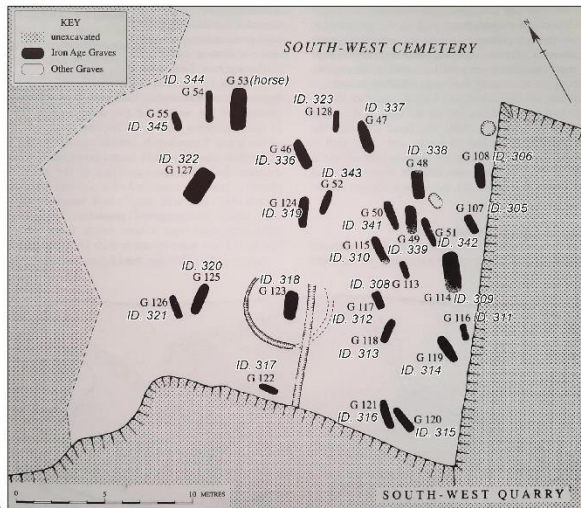 KEY
unexcavated
Iron Age Graves
Other Graves
SOUTH-WEST CEMETERY
ID. 344
G 54
G 53(horse)
G 55
ID. 345
ID. 323
G 128
ID. 337
G 47
ID. 322
G 127
G 46
ID. 336
ID. 343
G 52
ID. 338
G 48
G 108
ID. 306
G 124
ID. 319
G 50
ID. 341
G 49
ID. 339
G 51
ID. 342
G 107
ID. 305
G 115
ID. 310
G 113
ID. 308
G 114
ID. 309
ID. 320
G 125
G 126
ID. 321
ID. 318
G 123
G 117
ID. 312
G 118
ID. 313
G 116
ID. 311
G 119
ID. 314
ID. 317
G 122
G 121
ID. 316
G 120
ID. 315
0 5 10 METRES
SOUTH-WEST QUARRY
N